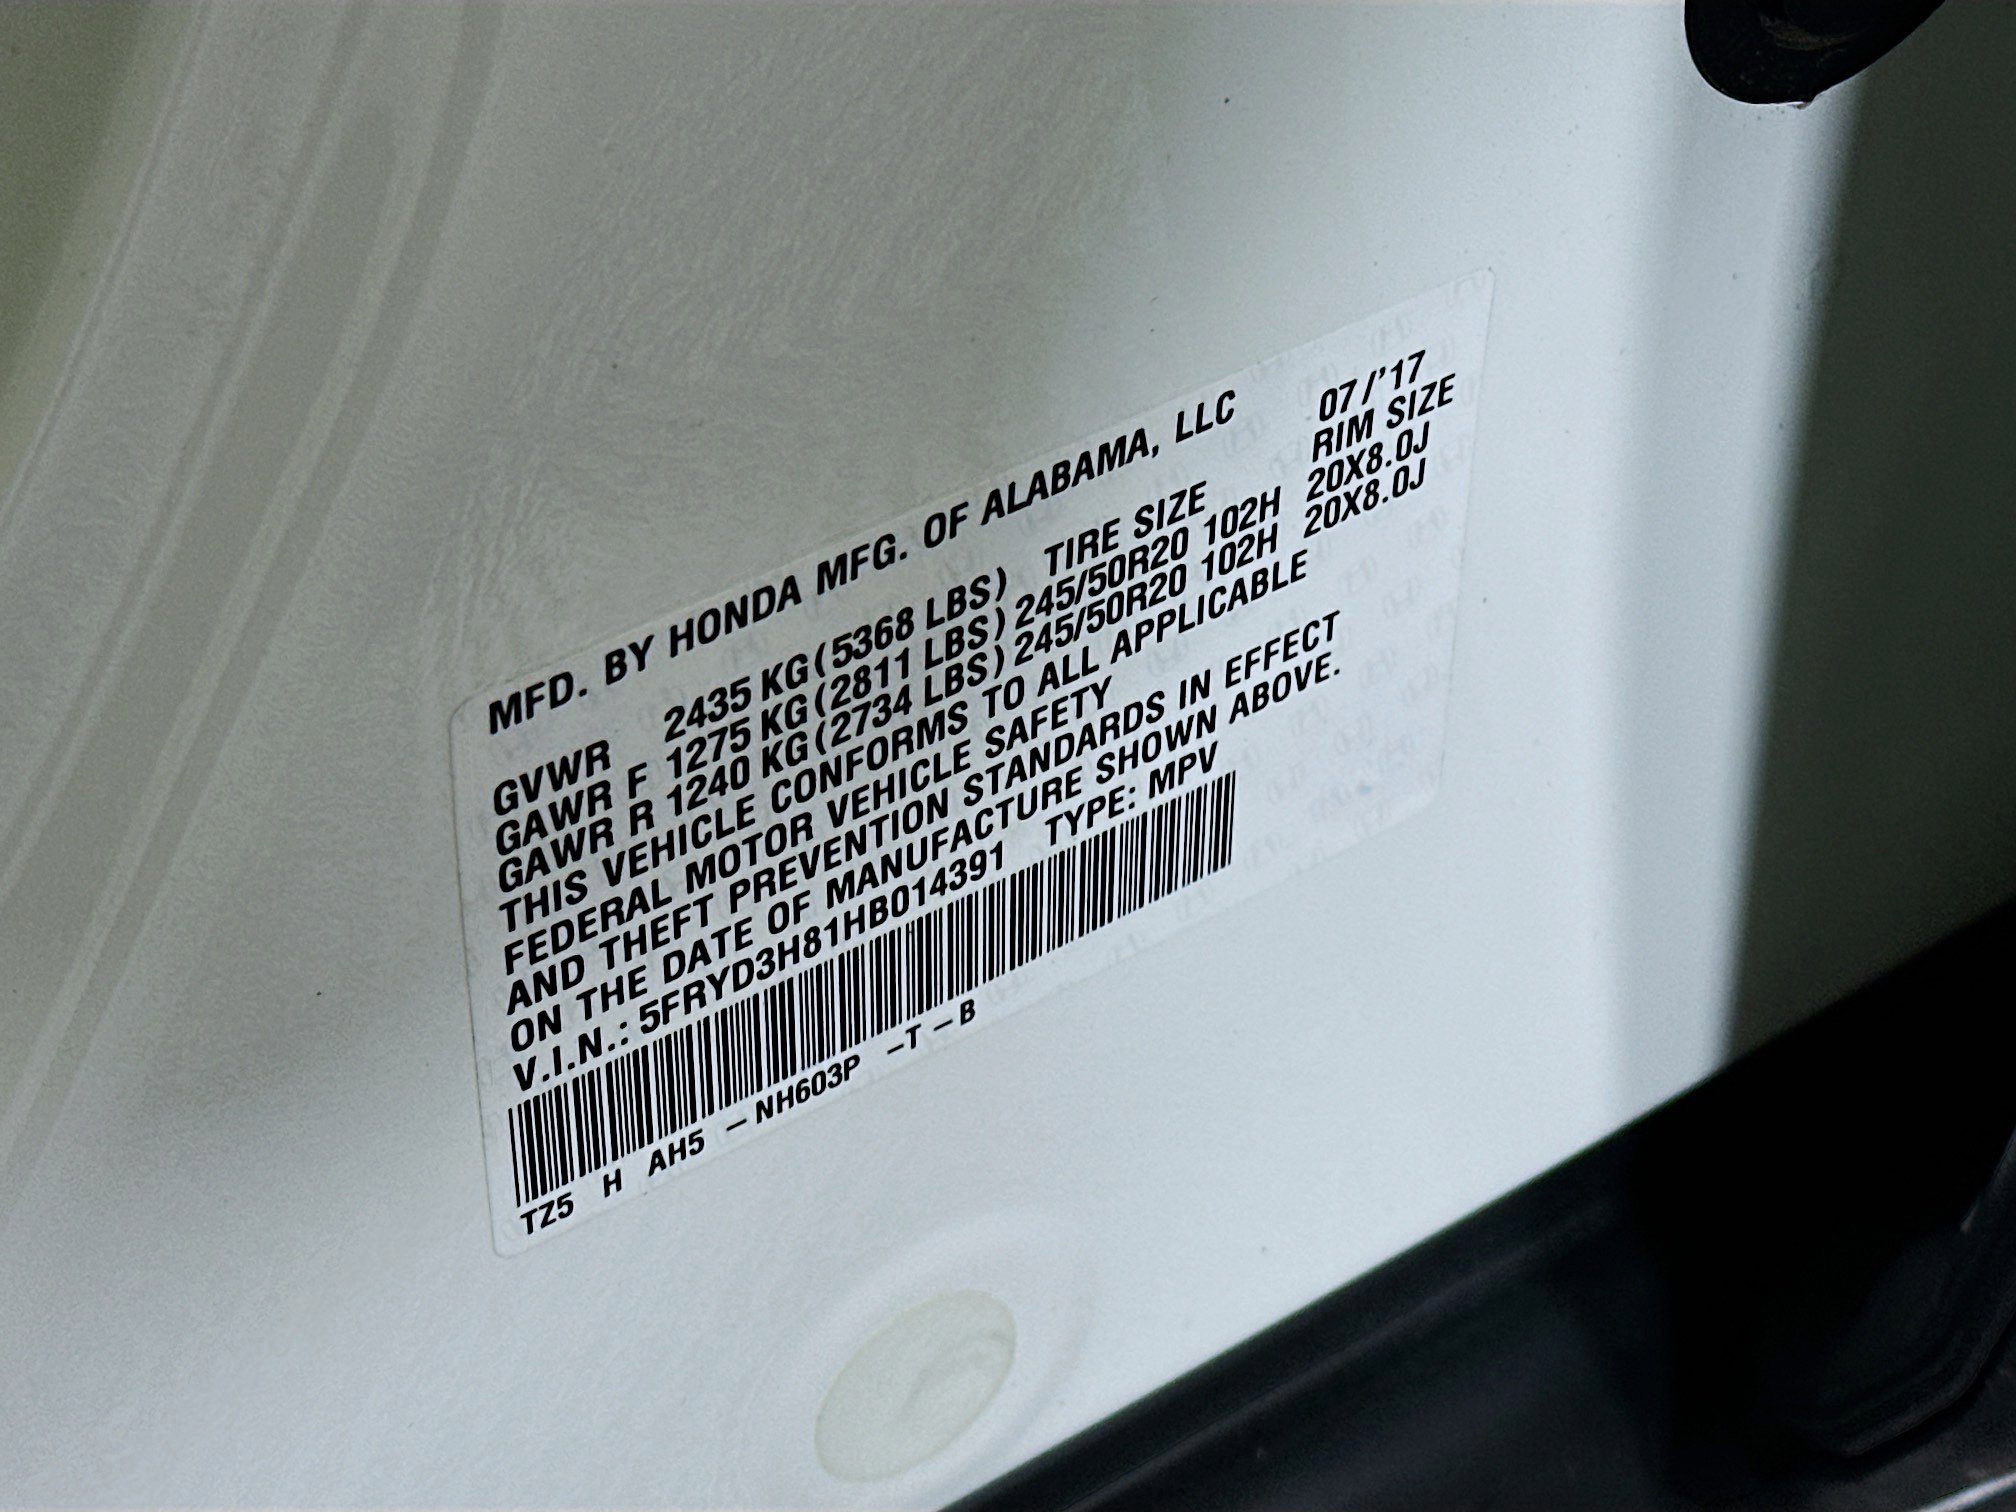 MFD. BY HONDA MFG. OF ALABAMA, LLC 07/'17
TIRE SIZE RIM SIZE
GVWR 2435 KG(5368 LBS)
GAWR F 1275 KG(2811 LBS) 245/50R20 102H 20X8.0J
GAWR R 1240 KG(2734 LBS) 245/50R20 102H 20X8.0J
THIS VEHICLE CONFORMS TO ALL APPLICABLE
FEDERAL MOTOR VEHICLE SAFETY
AND THEFT PREVENTION STANDARDS IN EFFECT
ON THE DATE OF MANUFACTURE SHOWN ABOVE.
V.I.N.: 5FRYD3H81HB014391 TYPE: MPV
TZ5 H AH5 -NH603P -T-B